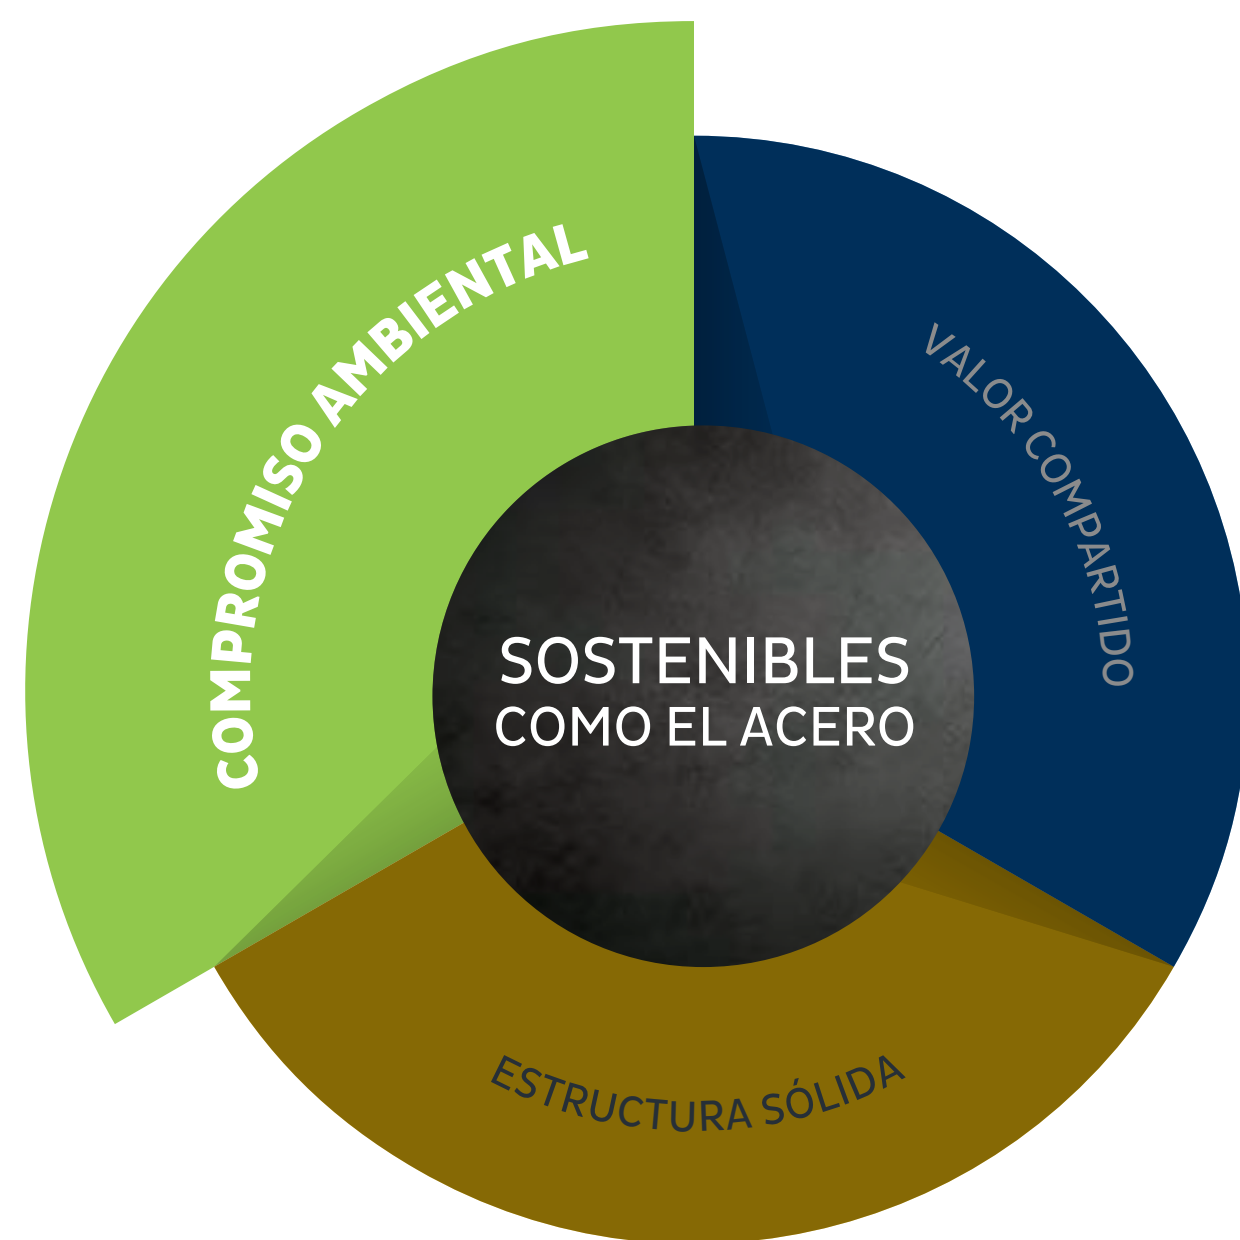 COMPROMISO AMBIENTAL
VALOR COMPARTIDO
SOSTENIBLES
COMO EL ACERO
ESTRUCTURA SÓLIDA